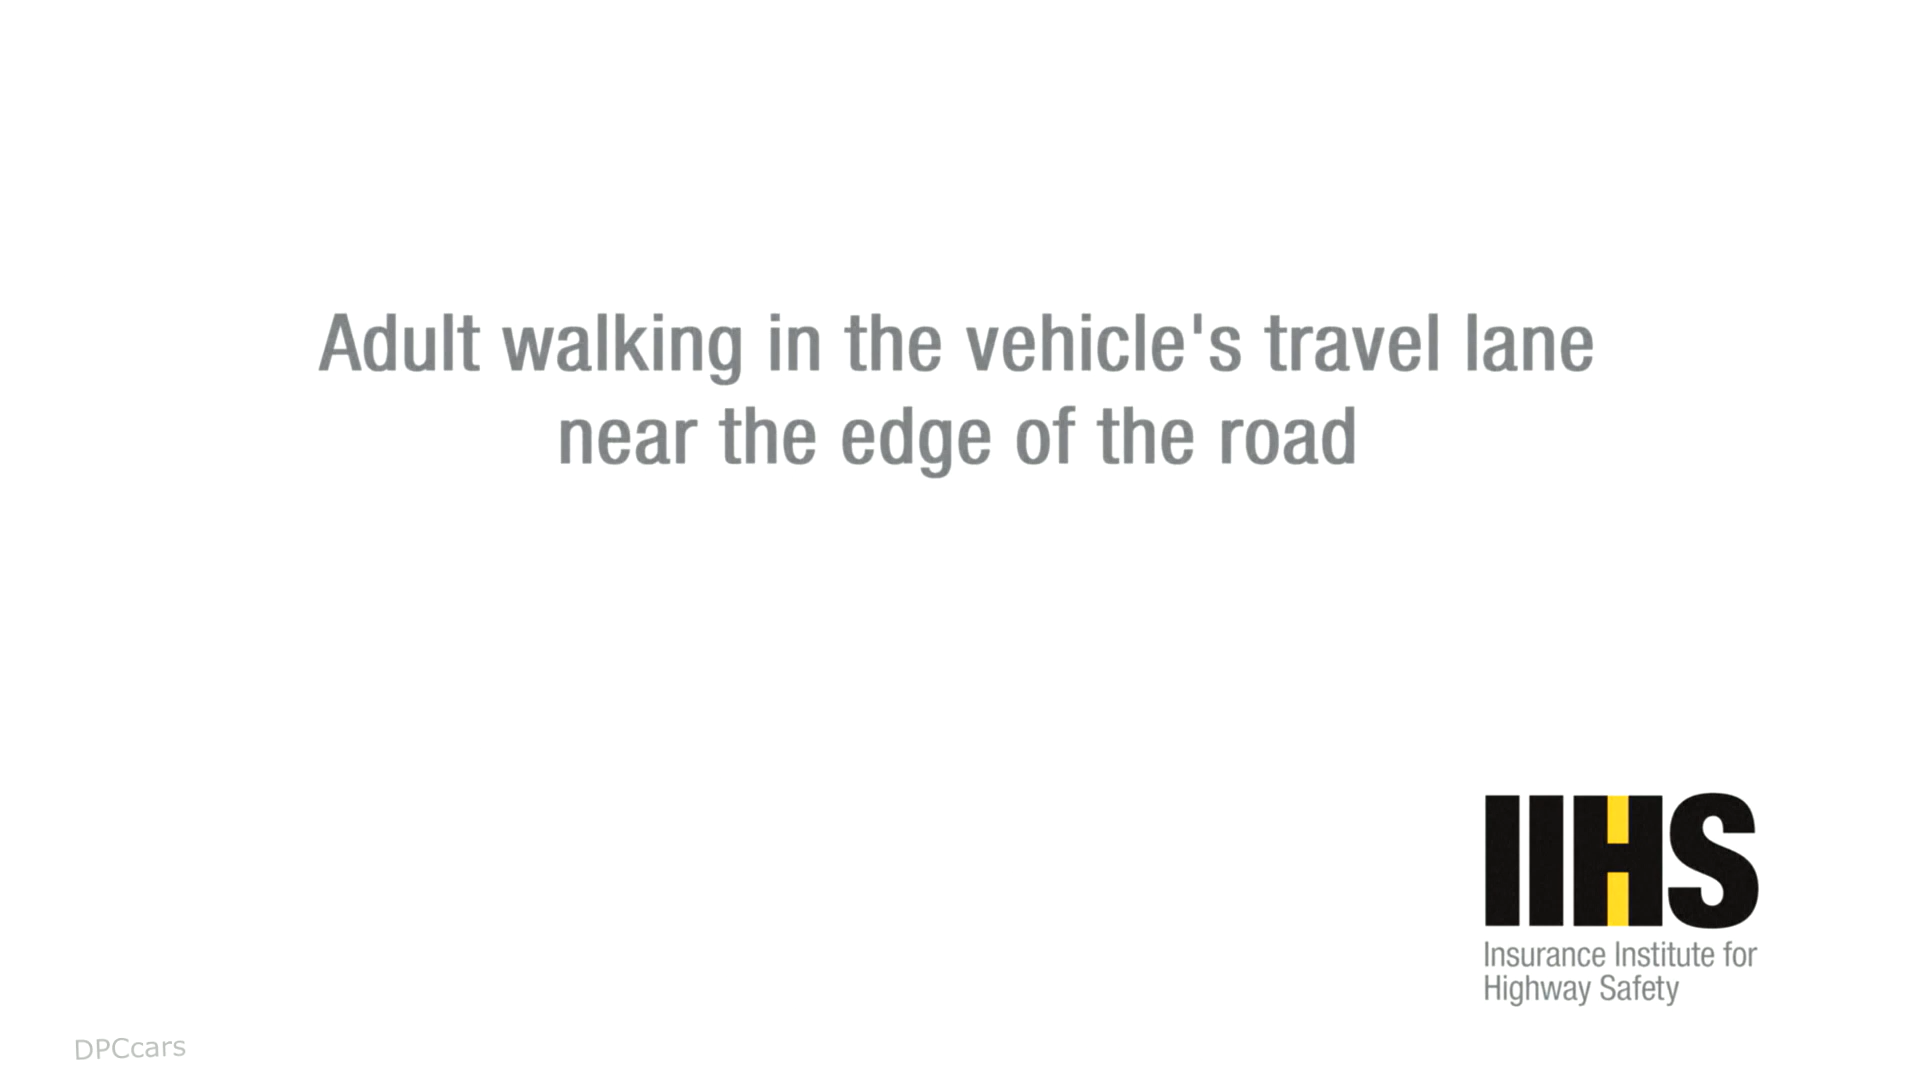 Adult walking in the vehicle's travel lane
near the edge of the road
IIHS
Insurance Institute for
Highway Safety
DPCcars